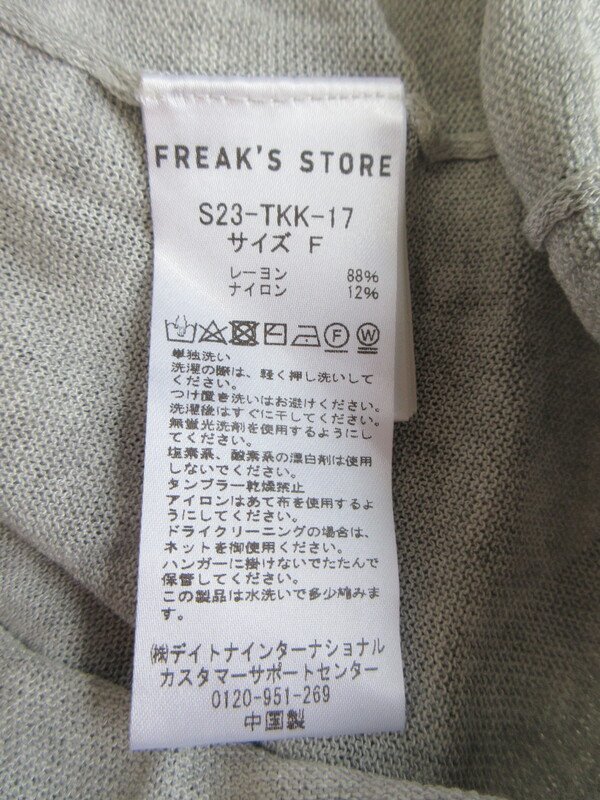 FREAK'S STORE
S23-TKK-17
サイズ F
レーヨン 88%
ナイロン 12%
F W
単独洗い
洗濯の際は、軽く押し洗いして
ください。
つけ置き洗いはお避けください。
洗濯後はすぐに干してください。
無蛍光洗剤を使用するようにし
てください。
塩素系、酸素系の漂白剤は使用
しないでください。
タンブラー乾燥禁止
アイロンはあて布を使用するよ
うにしてください。
ドライクリーニングの場合は、
ネットを御使用ください。
ハンガーに掛けないでたたんで
保管してください。
この製品は水洗いで多少縮みま
す。
㈱デイトナインターナショナル
カスタマーサポートセンター
0120-951-269
中国製